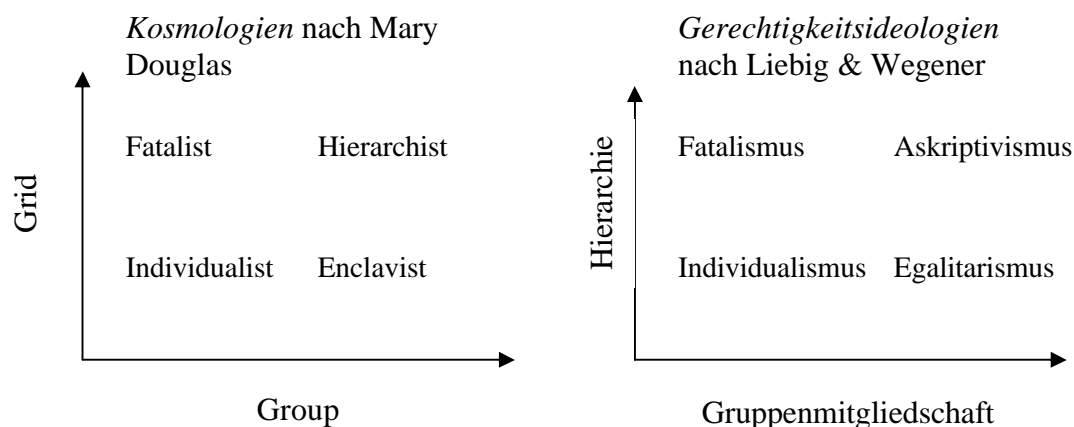 Kosmologien nach Mary
Douglas
Grid
Fatalist Hierarchist
Individualist Enclavist
Group
Gerechtigkeitsideologien
nach Liebig & Wegener
Hierarchie
Fatalismus Askriptivismus
Individualismus Egalitarismus
Gruppenmitgliedschaft